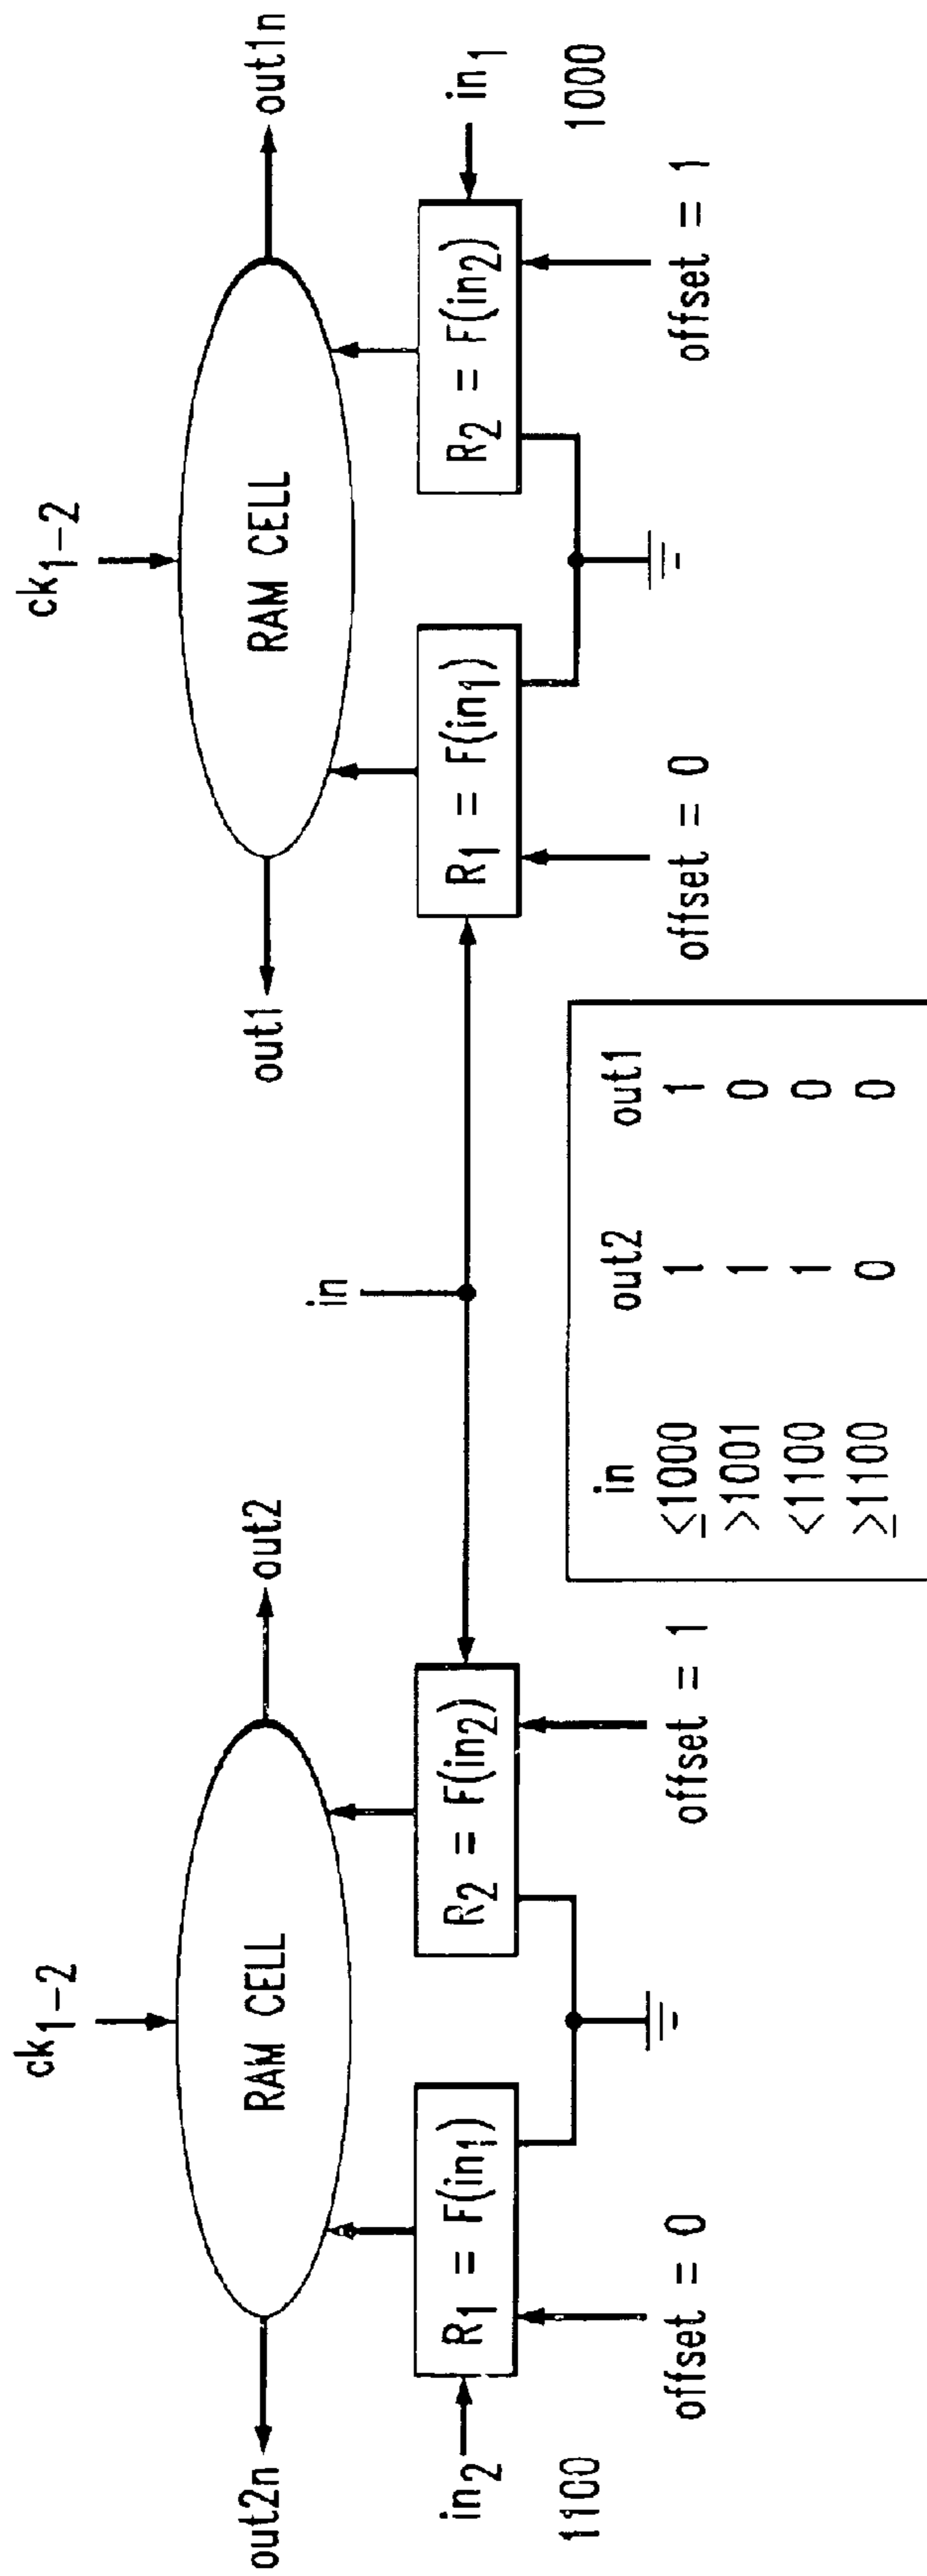 ck1-2
ck1-2
RAM CELL
RAM CELL
out2n
out2
out1
out1n
in
in2
R1 = F(in1)
R2 = F(in2)
R1 = F(in1)
R2 = F(in2)
in1
1100
1000
offset = 0
offset = 1
offset = 0
offset = 1
in out2 out1
≤1000 1 1
>1001 1 0
<1100 1 0
≥1100 0 0